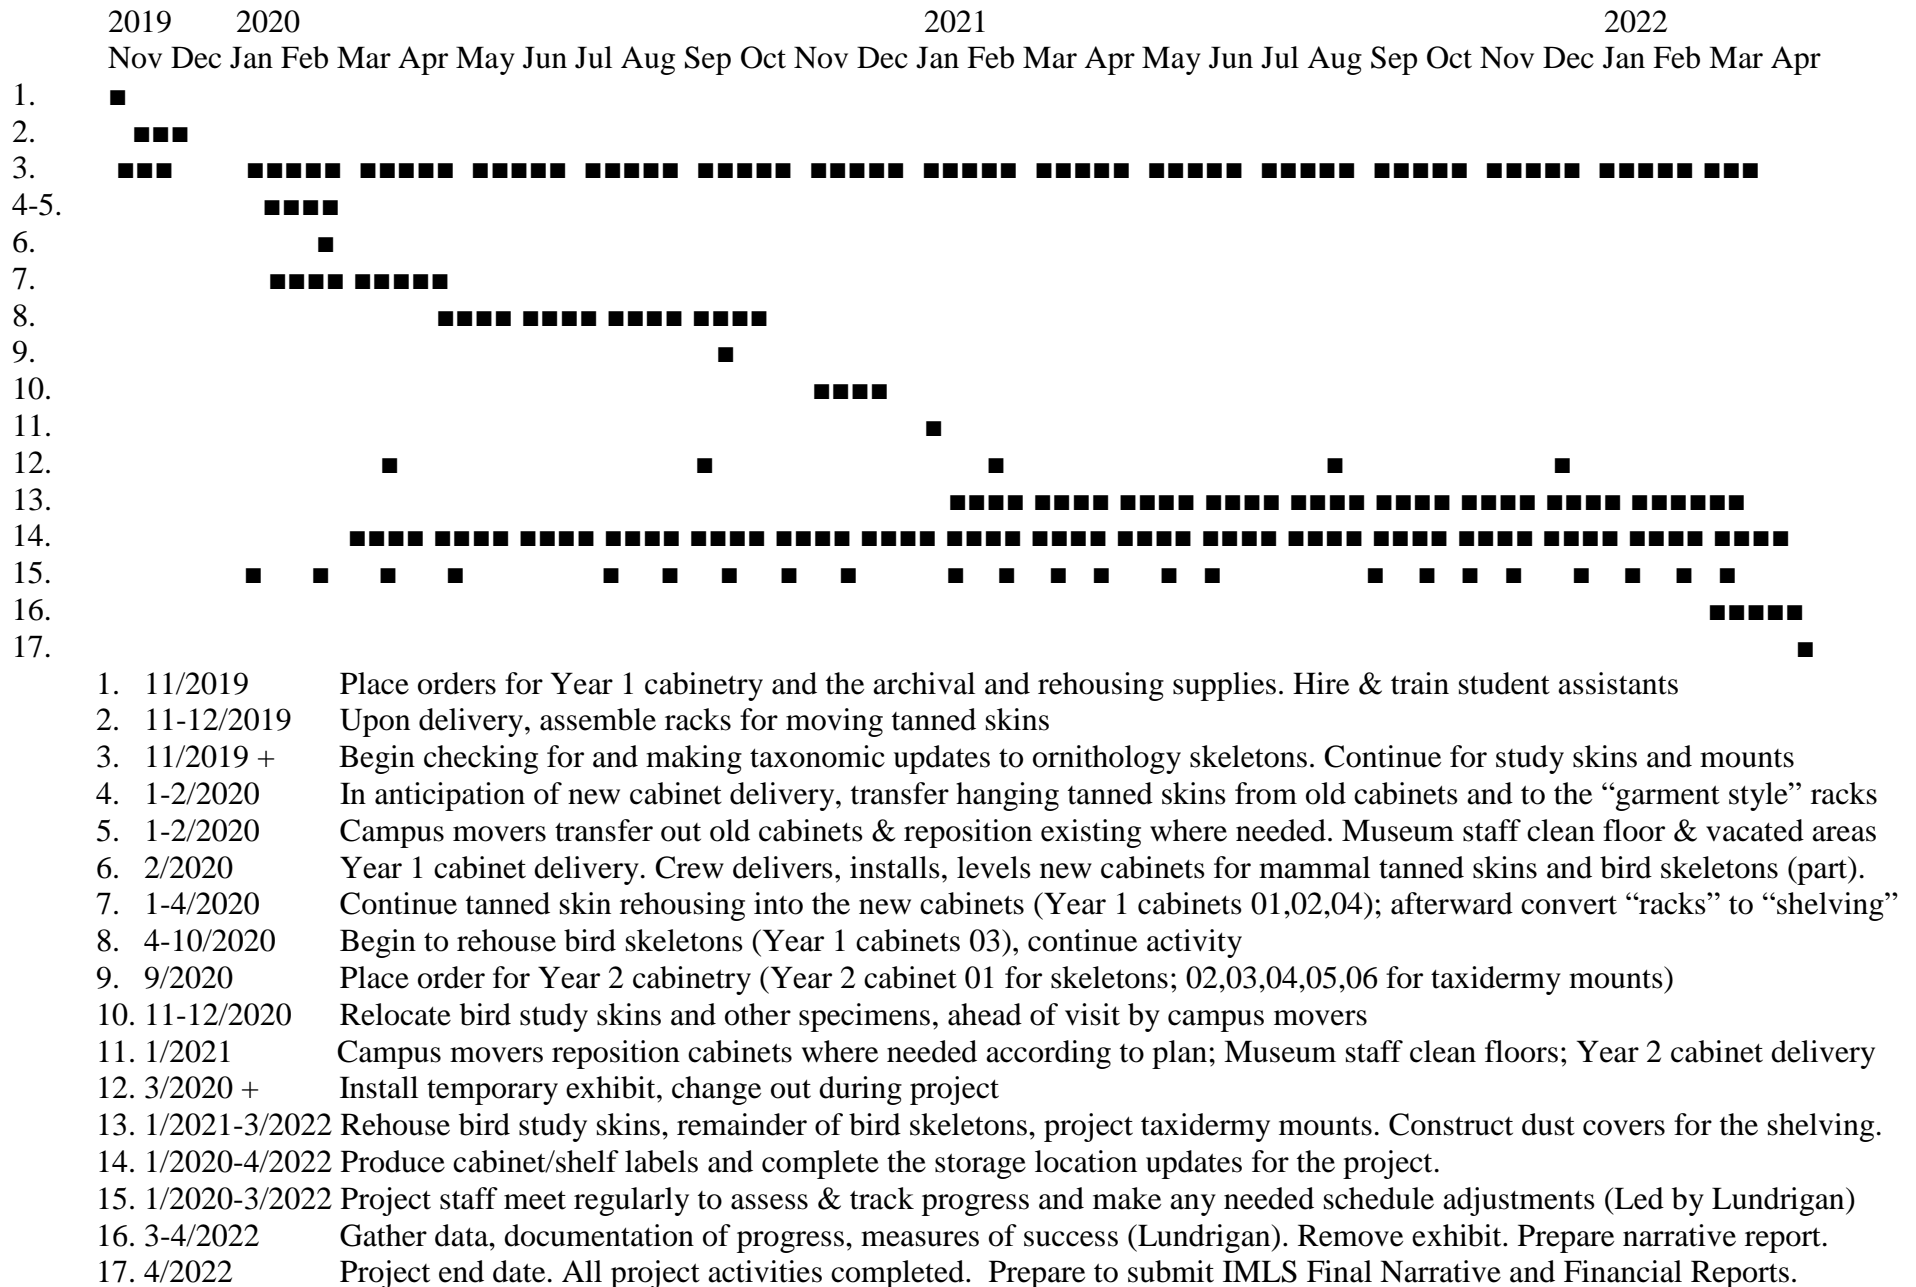 2019 2020 2021 2022
Nov Dec Jan Feb Mar Apr May Jun Jul Aug Sep Oct Nov Dec Jan Feb Mar Apr May Jun Jul Aug Sep Oct Nov Dec Jan Feb Mar Apr
1.
2.
3.
4-5.
6.
7.
8.
9.
10.
11.
12.
13.
14.
15.
16.
17.
1. 11/2019 Place orders for Year 1 cabinetry and the archival and rehousing supplies. Hire & train student assistants
2. 11-12/2019 Upon delivery, assemble racks for moving tanned skins
3. 11/2019 + Begin checking for and making taxonomic updates to ornithology skeletons. Continue for study skins and mounts
4. 1-2/2020 In anticipation of new cabinet delivery, transfer hanging tanned skins from old cabinets and to the “garment style” racks
5. 1-2/2020 Campus movers transfer out old cabinets & reposition existing where needed. Museum staff clean floor & vacated areas
6. 2/2020 Year 1 cabinet delivery. Crew delivers, installs, levels new cabinets for mammal tanned skins and bird skeletons (part).
7. 1-4/2020 Continue tanned skin rehousing into the new cabinets (Year 1 cabinets 01,02,04); afterward convert “racks” to “shelving”
8. 4-10/2020 Begin to rehouse bird skeletons (Year 1 cabinets 03), continue activity
9. 9/2020 Place order for Year 2 cabinetry (Year 2 cabinet 01 for skeletons; 02,03,04,05,06 for taxidermy mounts)
10. 11-12/2020 Relocate bird study skins and other specimens, ahead of visit by campus movers
11. 1/2021 Campus movers reposition cabinets where needed according to plan; Museum staff clean floors; Year 2 cabinet delivery
12. 3/2020 + Install temporary exhibit, change out during project
13. 1/2021-3/2022 Rehouse bird study skins, remainder of bird skeletons, project taxidermy mounts. Construct dust covers for the shelving.
14. 1/2020-4/2022 Produce cabinet/shelf labels and complete the storage location updates for the project.
15. 1/2020-3/2022 Project staff meet regularly to assess & track progress and make any needed schedule adjustments (Led by Lundrigan)
16. 3-4/2022 Gather data, documentation of progress, measures of success (Lundrigan). Remove exhibit. Prepare narrative report.
17. 4/2022 Project end date. All project activities completed. Prepare to submit IMLS Final Narrative and Financial Reports.